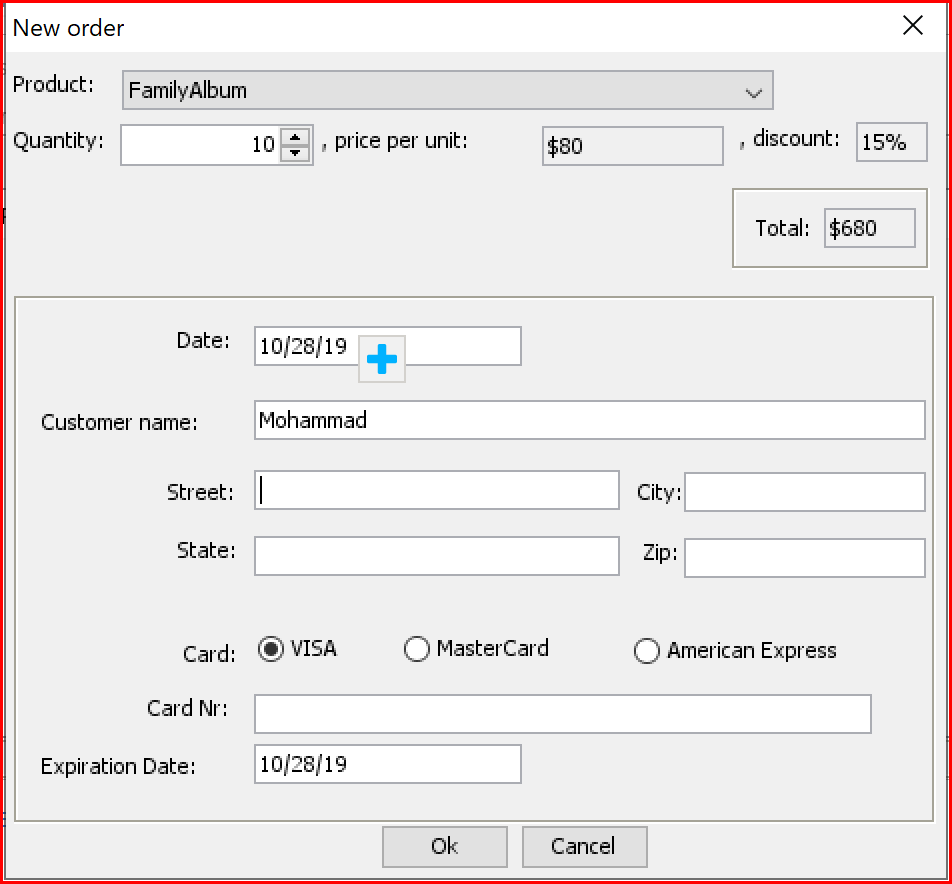 New order
Product: FamilyAlbum
Quantity: 10 , price per unit: $80 , discount: 15%
Total: $680
Date: 10/28/19
Customer name: Mohammad
Street: City:
State: Zip:
Card: VISA MasterCard American Express
Card Nr:
Expiration Date: 10/28/19
Ok Cancel